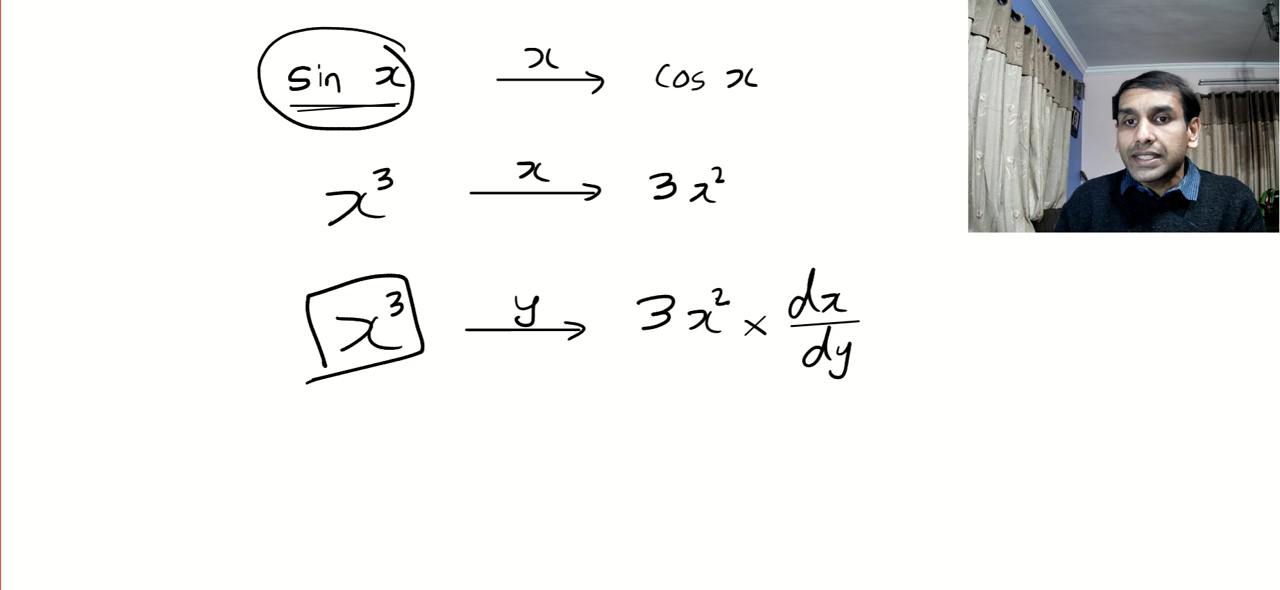 sin x x→ cos x
x³ x→ 3x²
x³ y→ 3x² × dx/dy